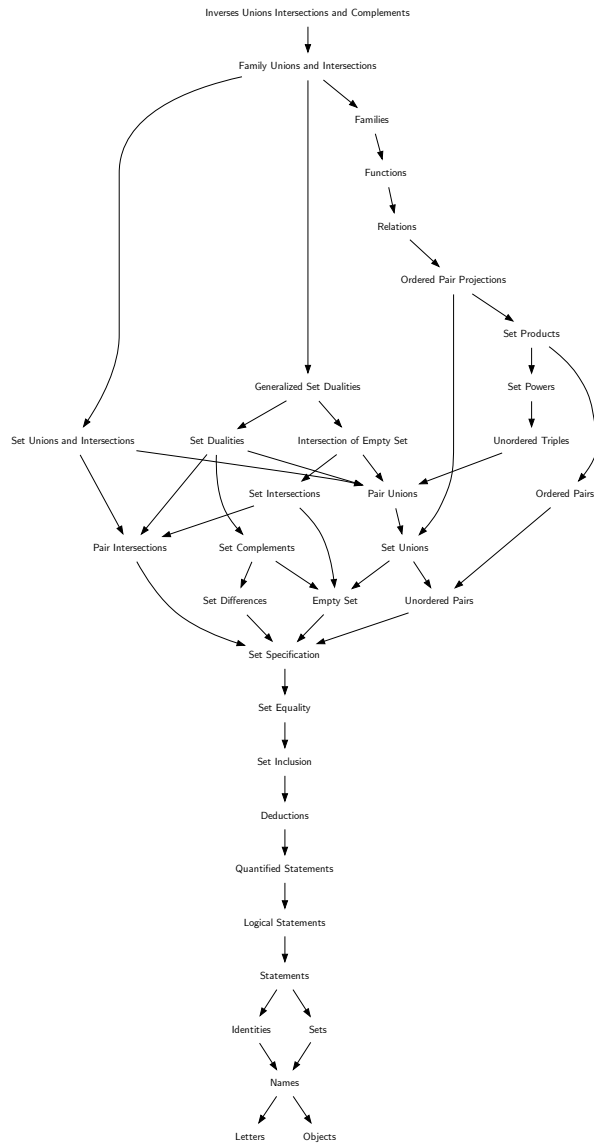 Inverses Unions Intersections and Complements
Family Unions and Intersections
Families
Functions
Relations
Ordered Pair Projections
Set Products
Generalized Set Dualities
Set Powers
Set Unions and Intersections
Set Dualities
Intersection of Empty Set
Unordered Triples
Set Intersections
Pair Unions
Ordered Pairs
Pair Intersections
Set Complements
Set Unions
Set Differences
Empty Set
Unordered Pairs
Set Specification
Set Equality
Set Inclusion
Deductions
Quantified Statements
Logical Statements
Statements
Identities
Sets
Names
Letters
Objects